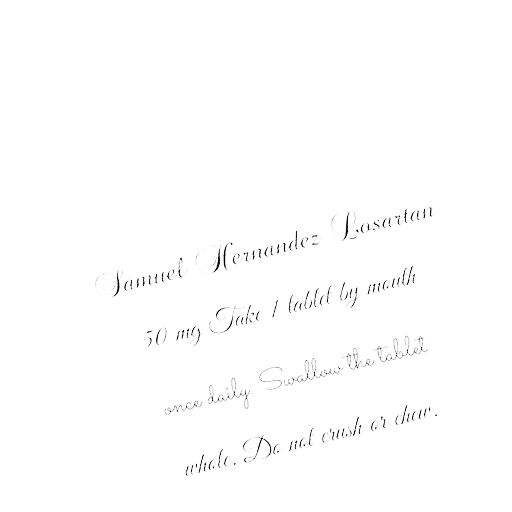 Samuel Hernandez Losartan
50 mg Take 1 tablet by mouth
once daily Swallow the tablet
whole. Do not crush or chew.